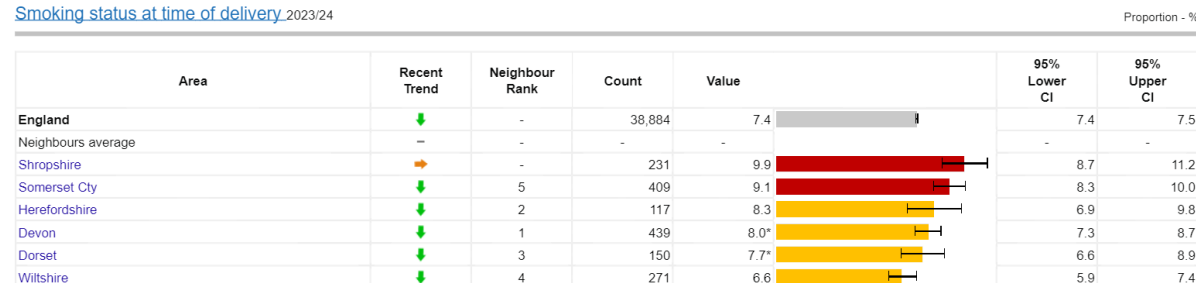 Smoking status at time of delivery 2023/24 Proportion - %
Area Recent Trend Neighbour Rank Count Value 95% Lower CI 95% Upper CI
England - 38,884 7.4 7.4 7.5
Neighbours average – - - - - -
Shropshire - 231 9.9 8.7 11.2
Somerset Cty 5 409 9.1 8.3 10.0
Herefordshire 2 117 8.3 6.9 9.8
Devon 1 439 8.0* 7.3 8.7
Dorset 3 150 7.7* 6.6 8.9
Wiltshire 4 271 6.6 5.9 7.4